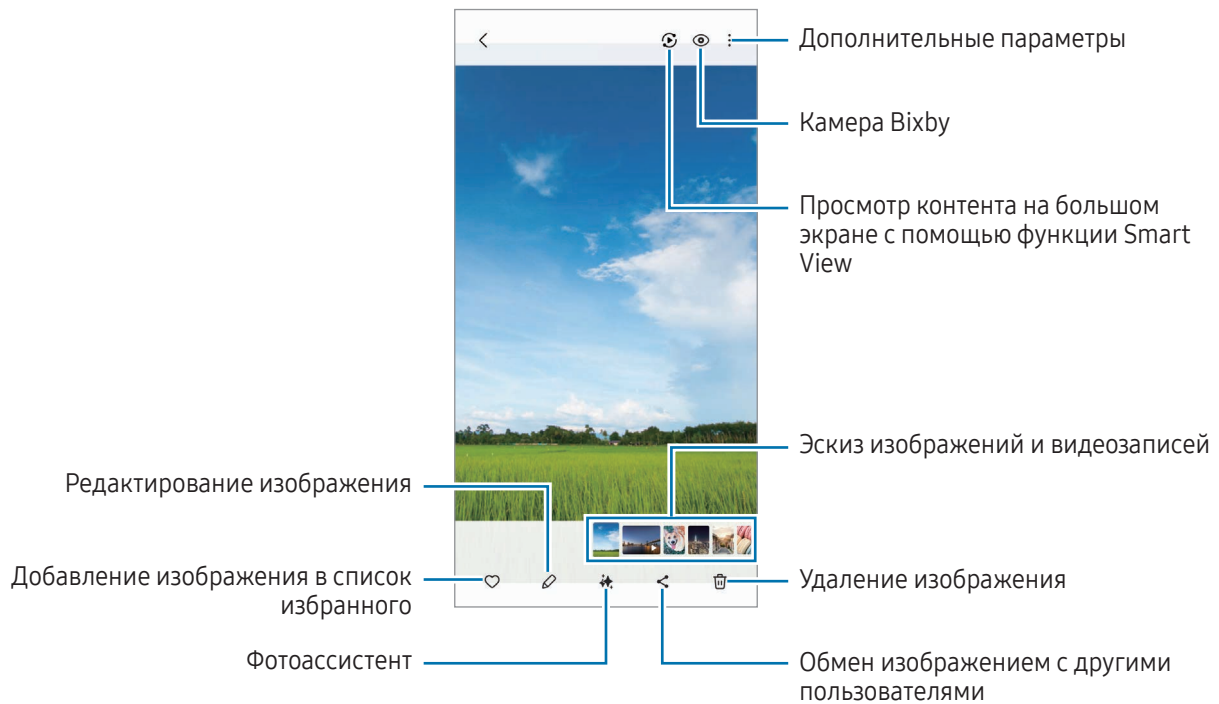 Дополнительные параметры
Камера Bixby
Просмотр контента на большом
экране с помощью функции Smart
View
Эскиз изображений и видеозаписей
Редактирование изображения
Добавление изображения в список
избранного
Удаление изображения
Фотоассистент
Обмен изображением с другими
пользователями